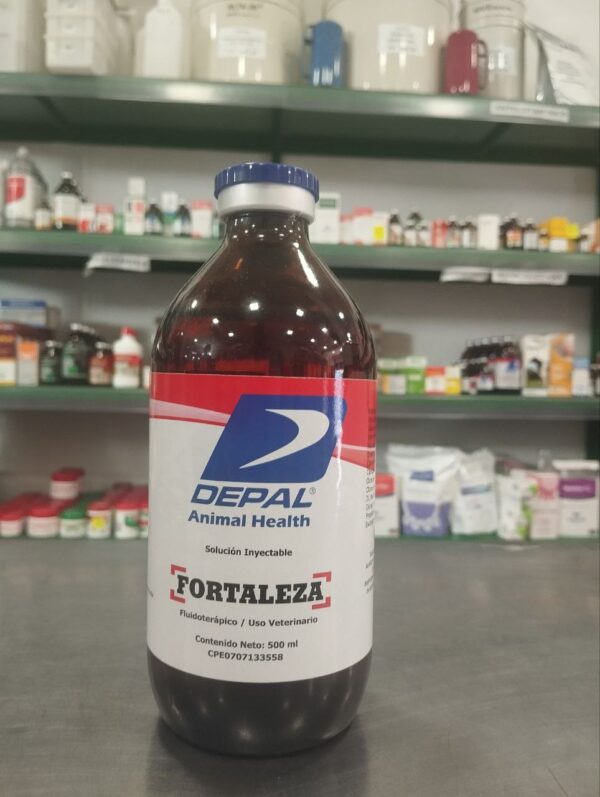 DEPAL®
Animal Health
Solución Inyectable
FORTALEZA
Fluidoterápico / Uso Veterinario
Contenido Neto: 500 ml
CPE0707133558